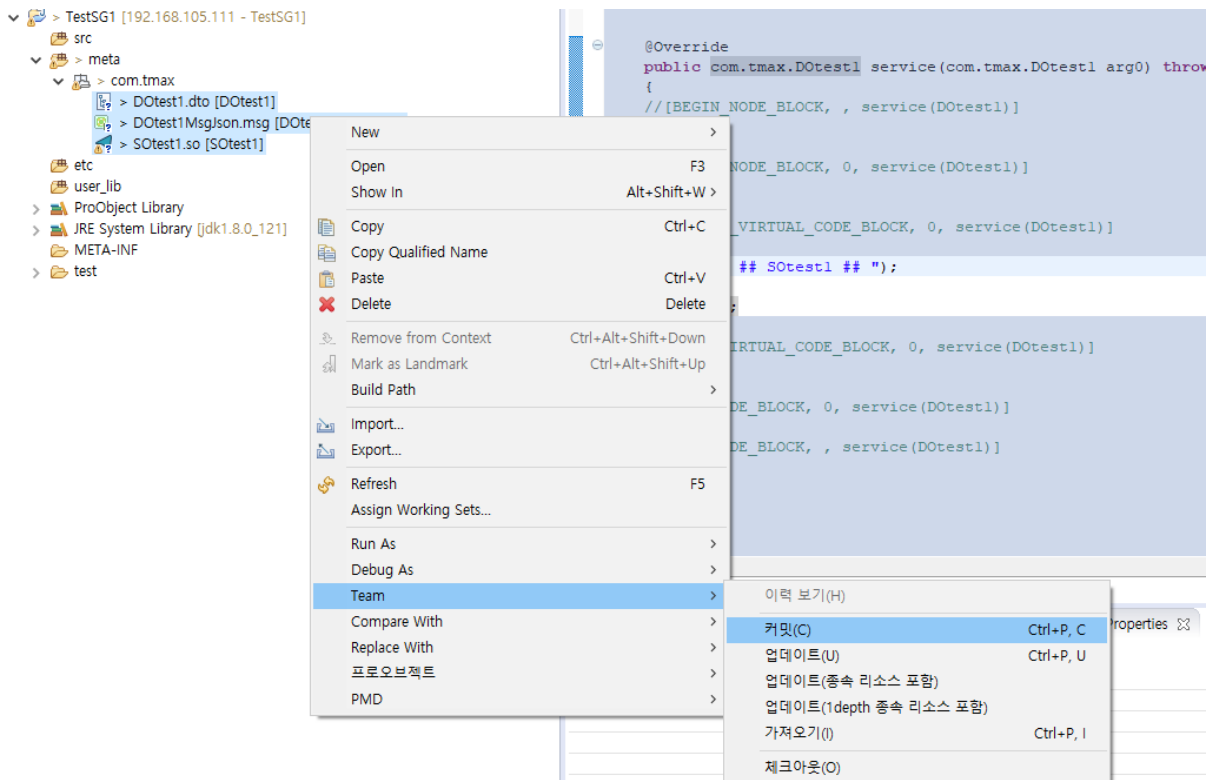 > TestSG1 [192.168.105.111 - TestSG1]
src
> meta
> com.tmax
> DOtest1.dto [DOtest1]
> DOtest1MsgJson.msg [DOte
> SOtest1.so [SOtest1]
etc
user_lib
ProObject Library
JRE System Library [jdk1.8.0_121]
META-INF
test
@Override
public com.tmax.DOtest1 service(com.tmax.DOtest1 arg0) throw
{
//[BEGIN_NODE_BLOCK, , service(DOtest1)]
NODE_BLOCK, 0, service(DOtest1)]
_VIRTUAL_CODE_BLOCK, 0, service(DOtest1)]
## SOtest1 ## ");
;
IRTUAL_CODE_BLOCK, 0, service(DOtest1)]
DE_BLOCK, 0, service(DOtest1)]
DE_BLOCK, , service(DOtest1)]
New
Open F3
Show In Alt+Shift+W >
Copy Ctrl+C
Copy Qualified Name
Paste Ctrl+V
Delete Delete
Remove from Context Ctrl+Alt+Shift+Down
Mark as Landmark Ctrl+Alt+Shift+Up
Build Path
Import...
Export...
Refresh F5
Assign Working Sets...
Run As
Debug As
Team
Compare With
Replace With
프로오브젝트
PMD
이력 보기(H)
커밋(C) Ctrl+P, C
업데이트(U) Ctrl+P, U
업데이트(종속 리소스 포함)
업데이트(1depth 종속 리소스 포함)
가져오기(I) Ctrl+P, I
체크아웃(O)
Properties